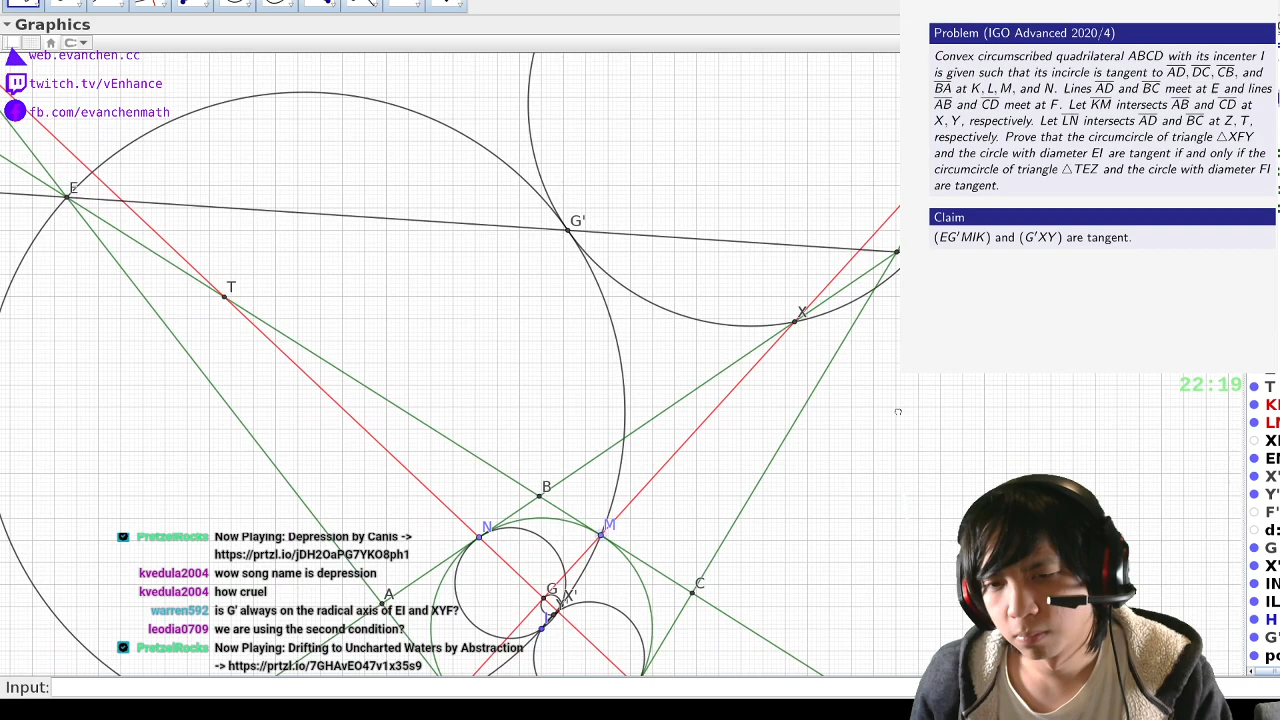 Graphics
web.evanchen.cc
twitch.tv/vEnhance
fb.com/evanchenmath
E
G'
T
X
B
N
M
A
C
G
X'
Problem (IGO Advanced 2020/4)
Convex circumscribed quadrilateral ABCD with its incenter I
is given such that its incircle is tangent to AD, DC, CB, and
BA at K, L, M, and N. Lines AD and BC meet at E and lines
AB and CD meet at F. Let KM intersects AB and CD at
X, Y, respectively. Let LN intersects AD and BC at Z, T,
respectively. Prove that the circumcircle of triangle △XFY
and the circle with diameter EI are tangent if and only if the
circumcircle of triangle △TEZ and the circle with diameter FI
are tangent.
Claim
(EG'MIK) and (G'XY) are tangent.
22:19
PretzelRocks Now Playing: Depression by Canis ->
https://prtzl.io/jDH2OaPG7YKO8ph1
kvedula2004 wow song name is depression
kvedula2004 how cruel
warren592 is G' always on the radical axis of EI and XYF?
leodia0709 we are using the second condition?
PretzelRocks Now Playing: Drifting to Uncharted Waters by Abstraction
-> https://prtzl.io/7GHAvEO47v1x35s9
T
X'
Y'
F'
d:
G
X'
IN
IL
H
G'
Input: